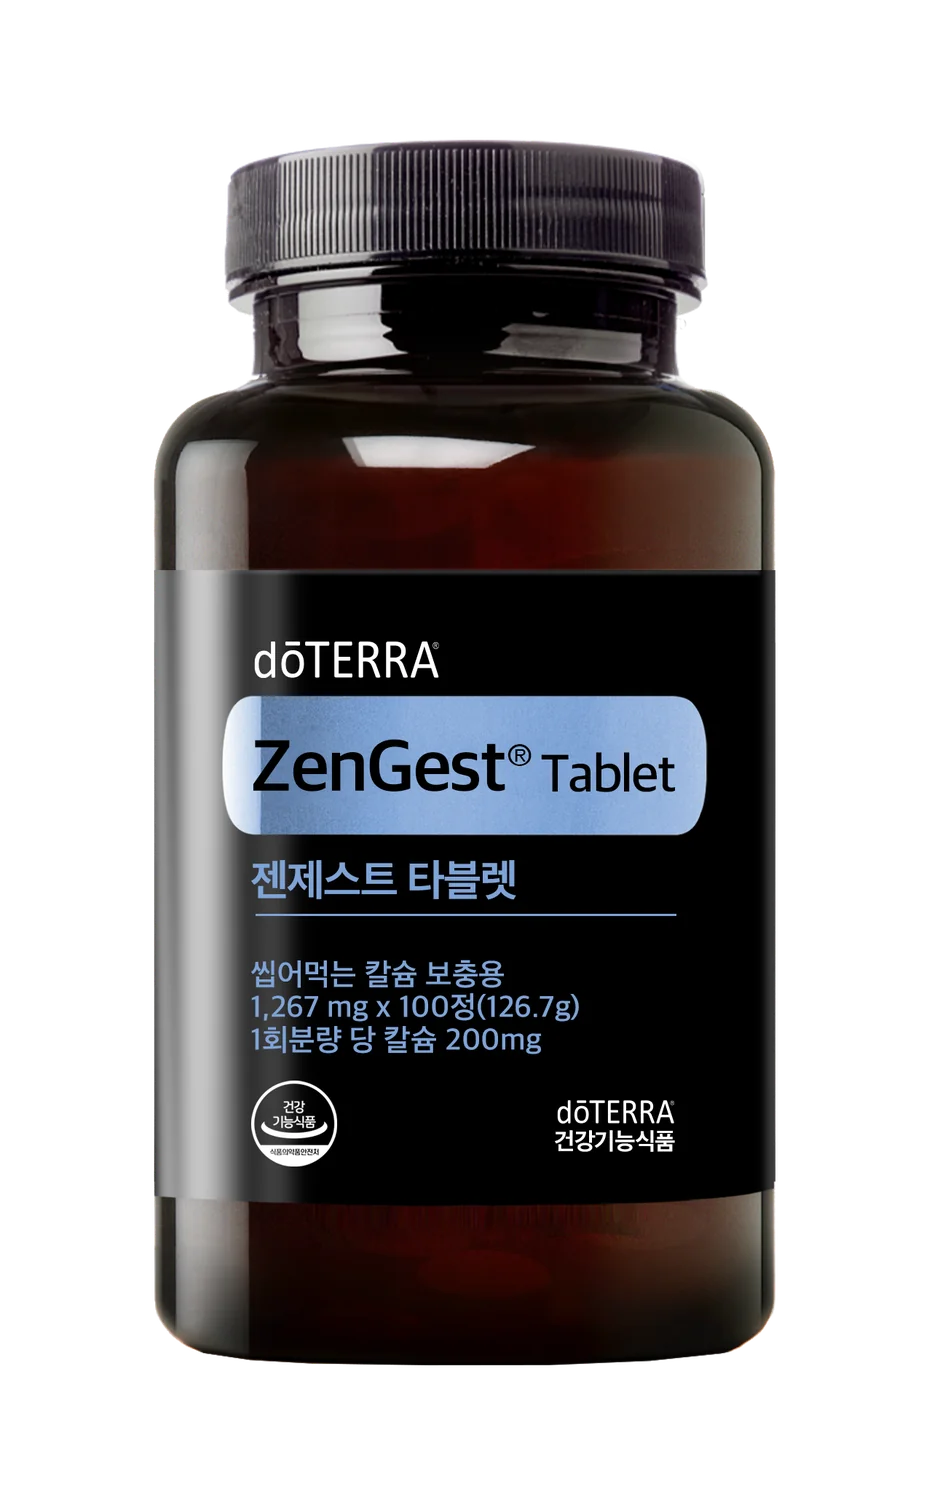 dōTERRA®
ZenGest® Tablet
젠제스트 타블렛
씹어먹는 칼슘 보충용
1,267 mg x 100정(126.7g)
1회분량 당 칼슘 200mg
건강
기능식품
식품의약품안전처
dōTERRA®
건강기능식품